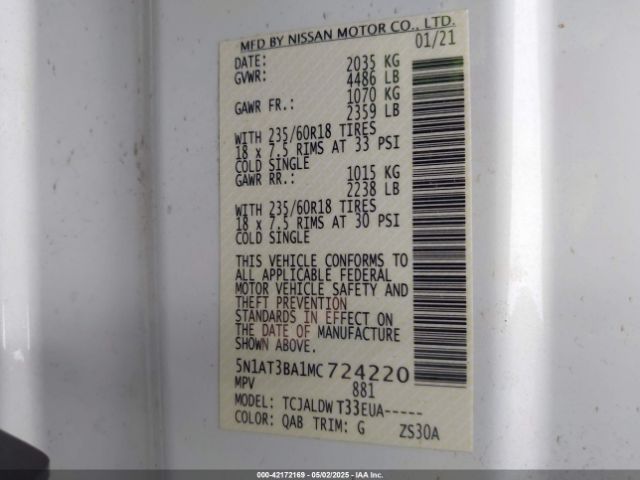 MFD BY NISSAN MOTOR CO., LTD.
DATE: 01/21
GVWR: 2035 KG
4486 LB
GAWR FR.: 1070 KG
2359 LB
WITH 235/60R18 TIRES
18 x 7.5 RIMS AT 33 PSI
COLD SINGLE
GAWR RR.: 1015 KG
2238 LB
WITH 235/60R18 TIRES
18 x 7.5 RIMS AT 30 PSI
COLD SINGLE
THIS VEHICLE CONFORMS TO
ALL APPLICABLE FEDERAL
MOTOR VEHICLE SAFETY AND
THEFT PREVENTION
STANDARDS IN EFFECT ON
THE DATE OF MANUFACTURE
SHOWN ABOVE.
5N1AT3BA1MC724220
MPV 881
MODEL: TCJALDW T33EUA-----
COLOR: QAB TRIM: G ZS30A
000-42172169 - 05/02/2025 - IAA Inc.